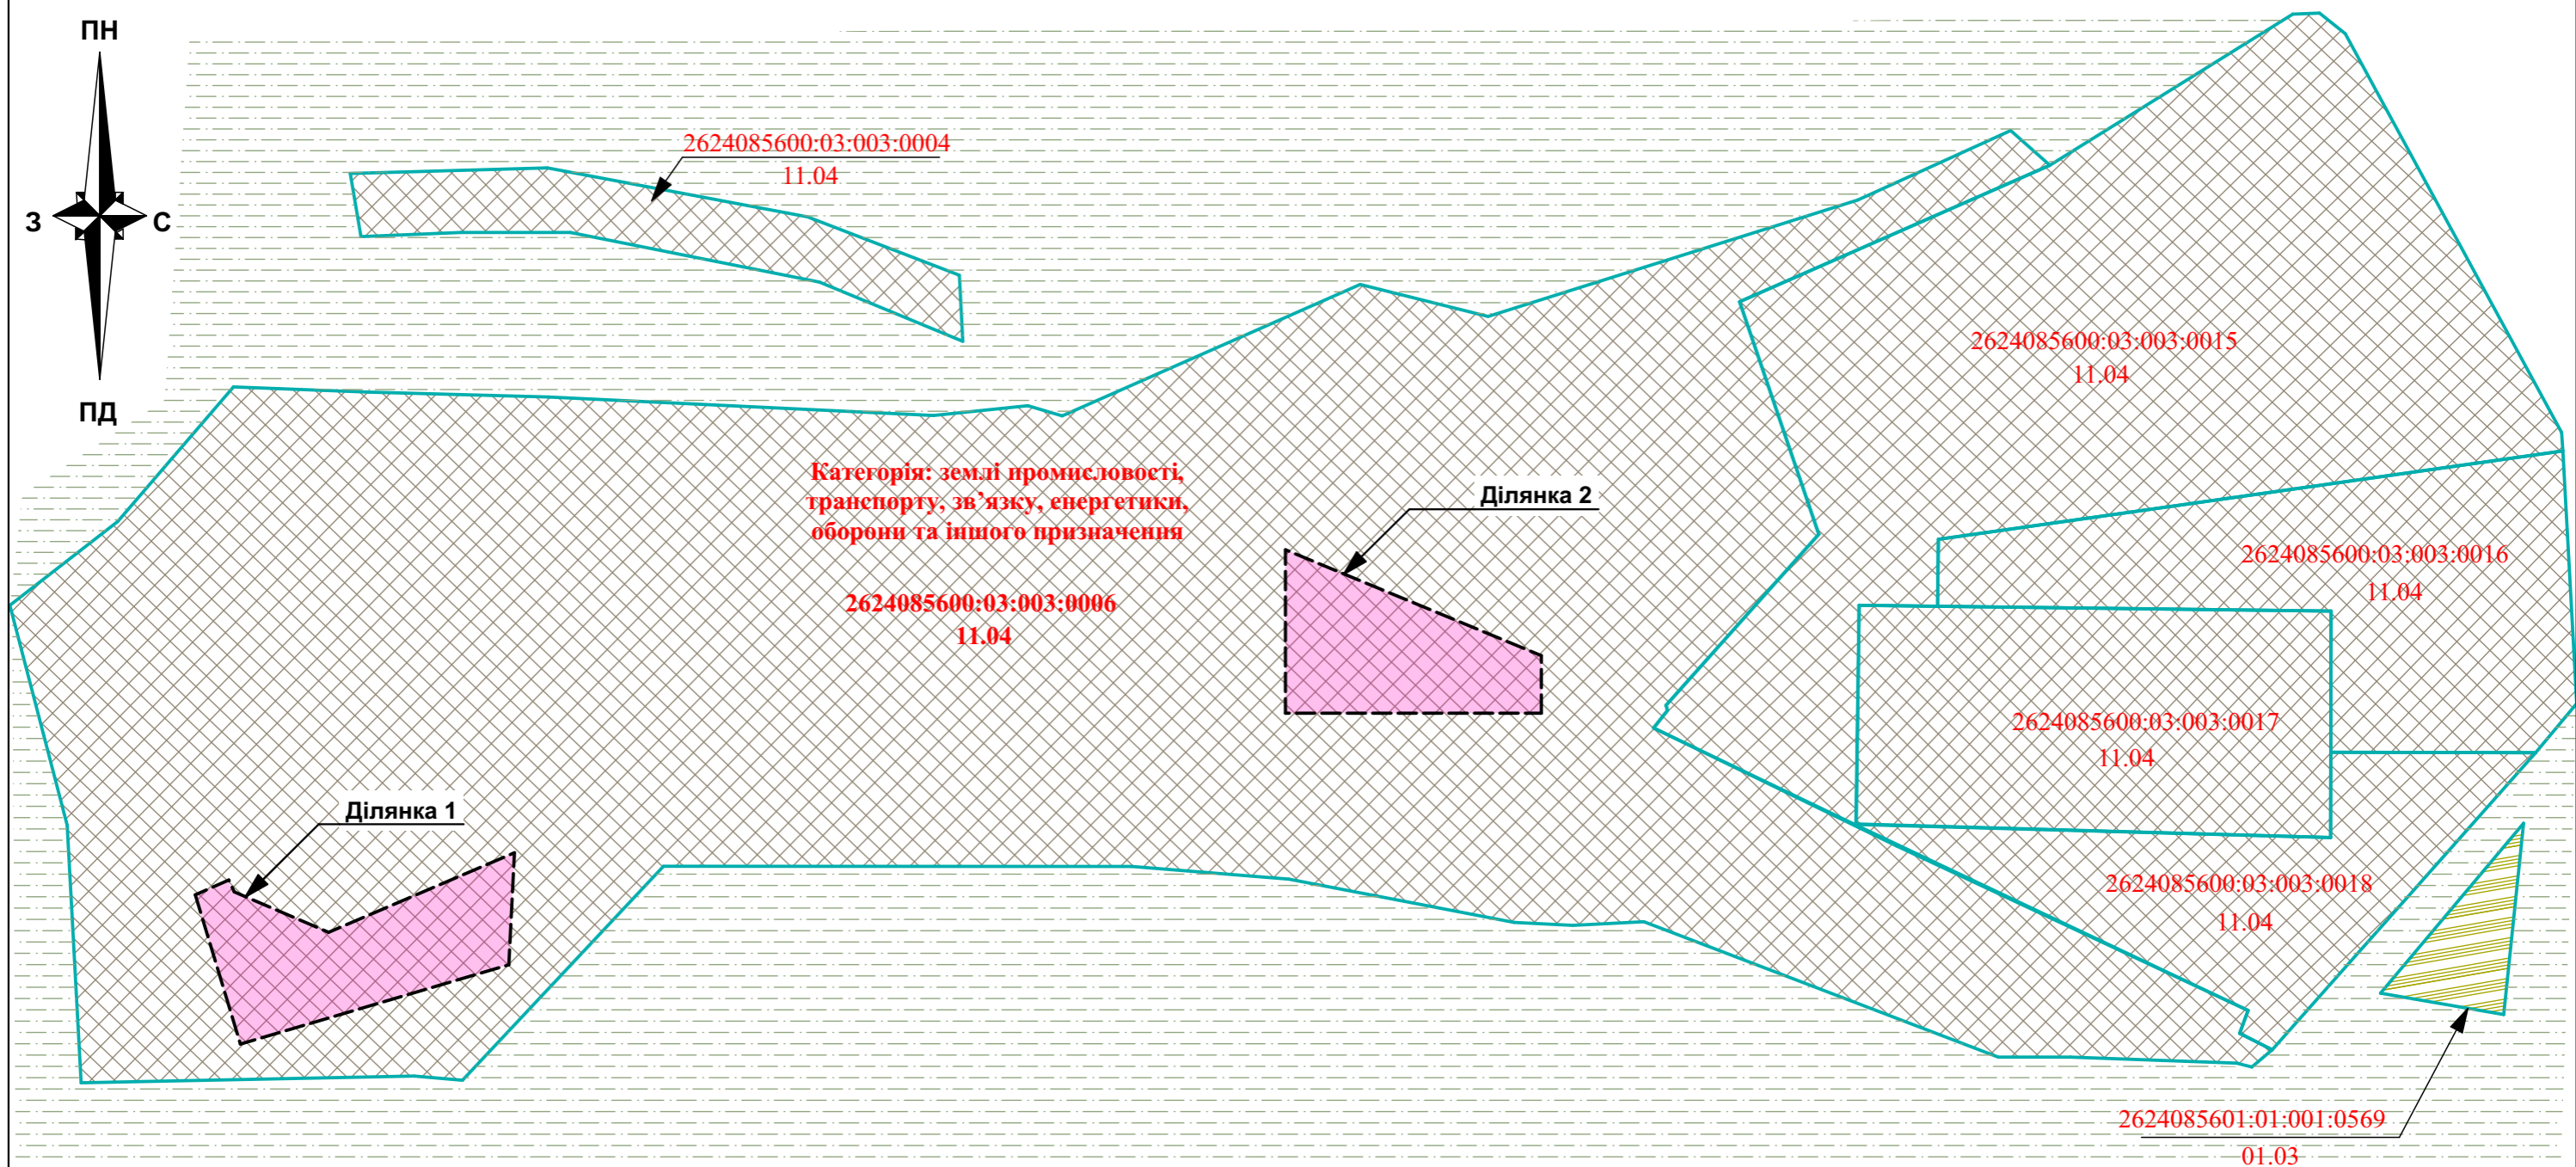 ПН
З
С
ПД
2624085600:03:003:0004
11.04
2624085600:03:003:0015
11.04
Категорія: землі промисловості,
транспорту, зв’язку, енергетики,
оборони та іншого призначення
2624085600:03:003:0006
11.04
Ділянка 2
2624085600:03:003:0016
11.04
2624085600:03:003:0017
11.04
Ділянка 1
2624085600:03:003:0018
11.04
2624085601:01:001:0569
01.03